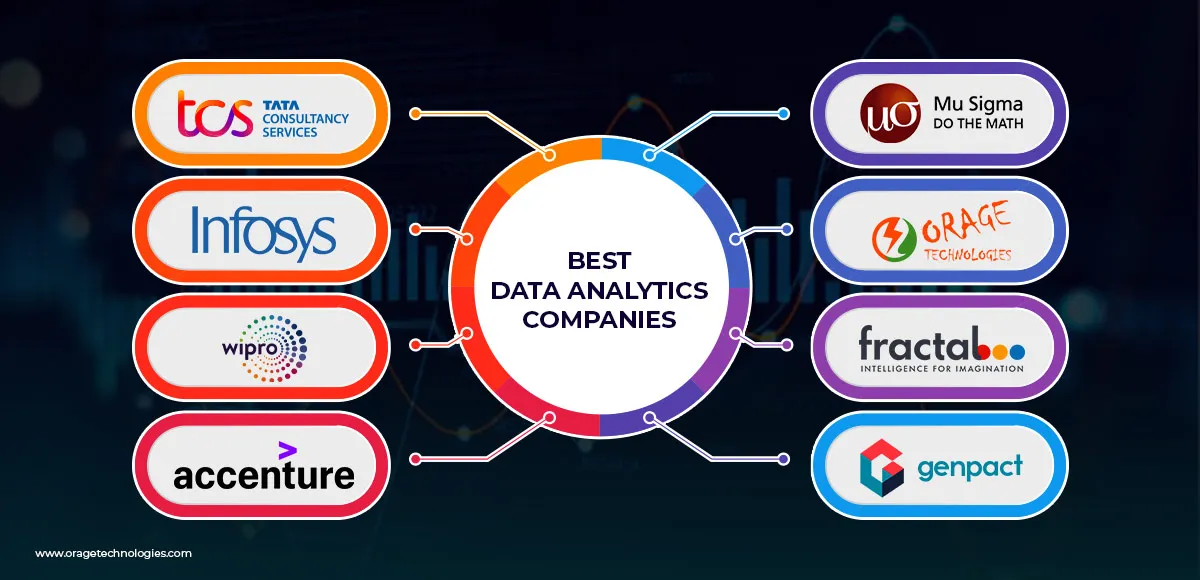 tcs
TATA
CONSULTANCY
SERVICES
Infosys
wipro
accenture
BEST
DATA ANALYTICS
COMPANIES
μσ
Mu Sigma
DO THE MATH
ORAGE
TECHNOLOGIES
fractal
INTELLIGENCE FOR IMAGINATION
genpact
www.oragetechnologies.com